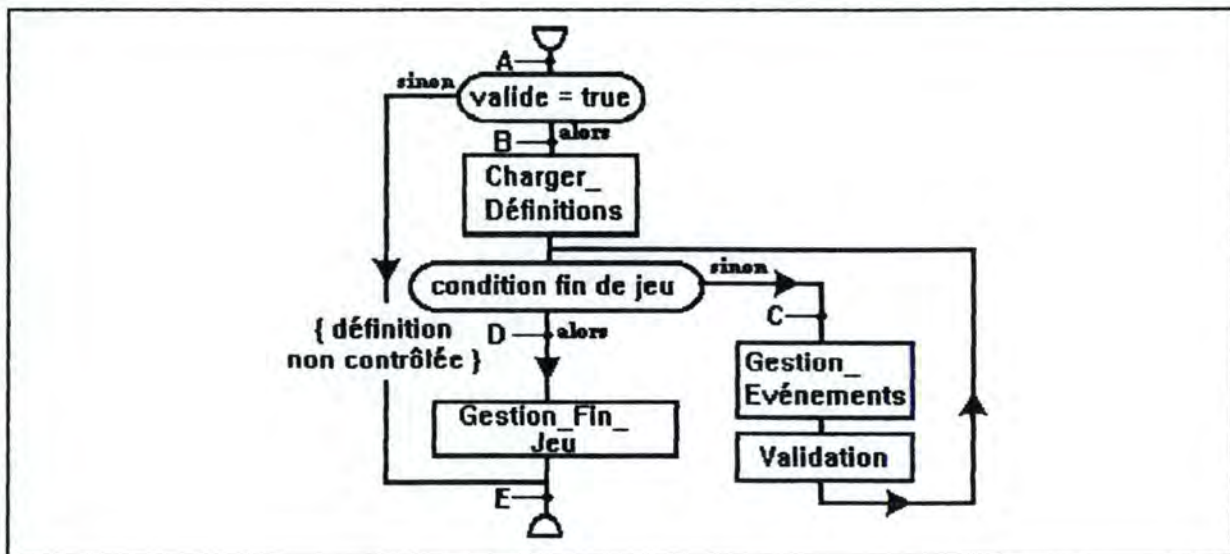 A
sinon
valide = true
B
alors
Charger_
Définitions
sinon
condition fin de jeu
C
{ définition
non contrôlée }
D
alors
Gestion_
Evénements
Gestion_Fin_
Jeu
Validation
E